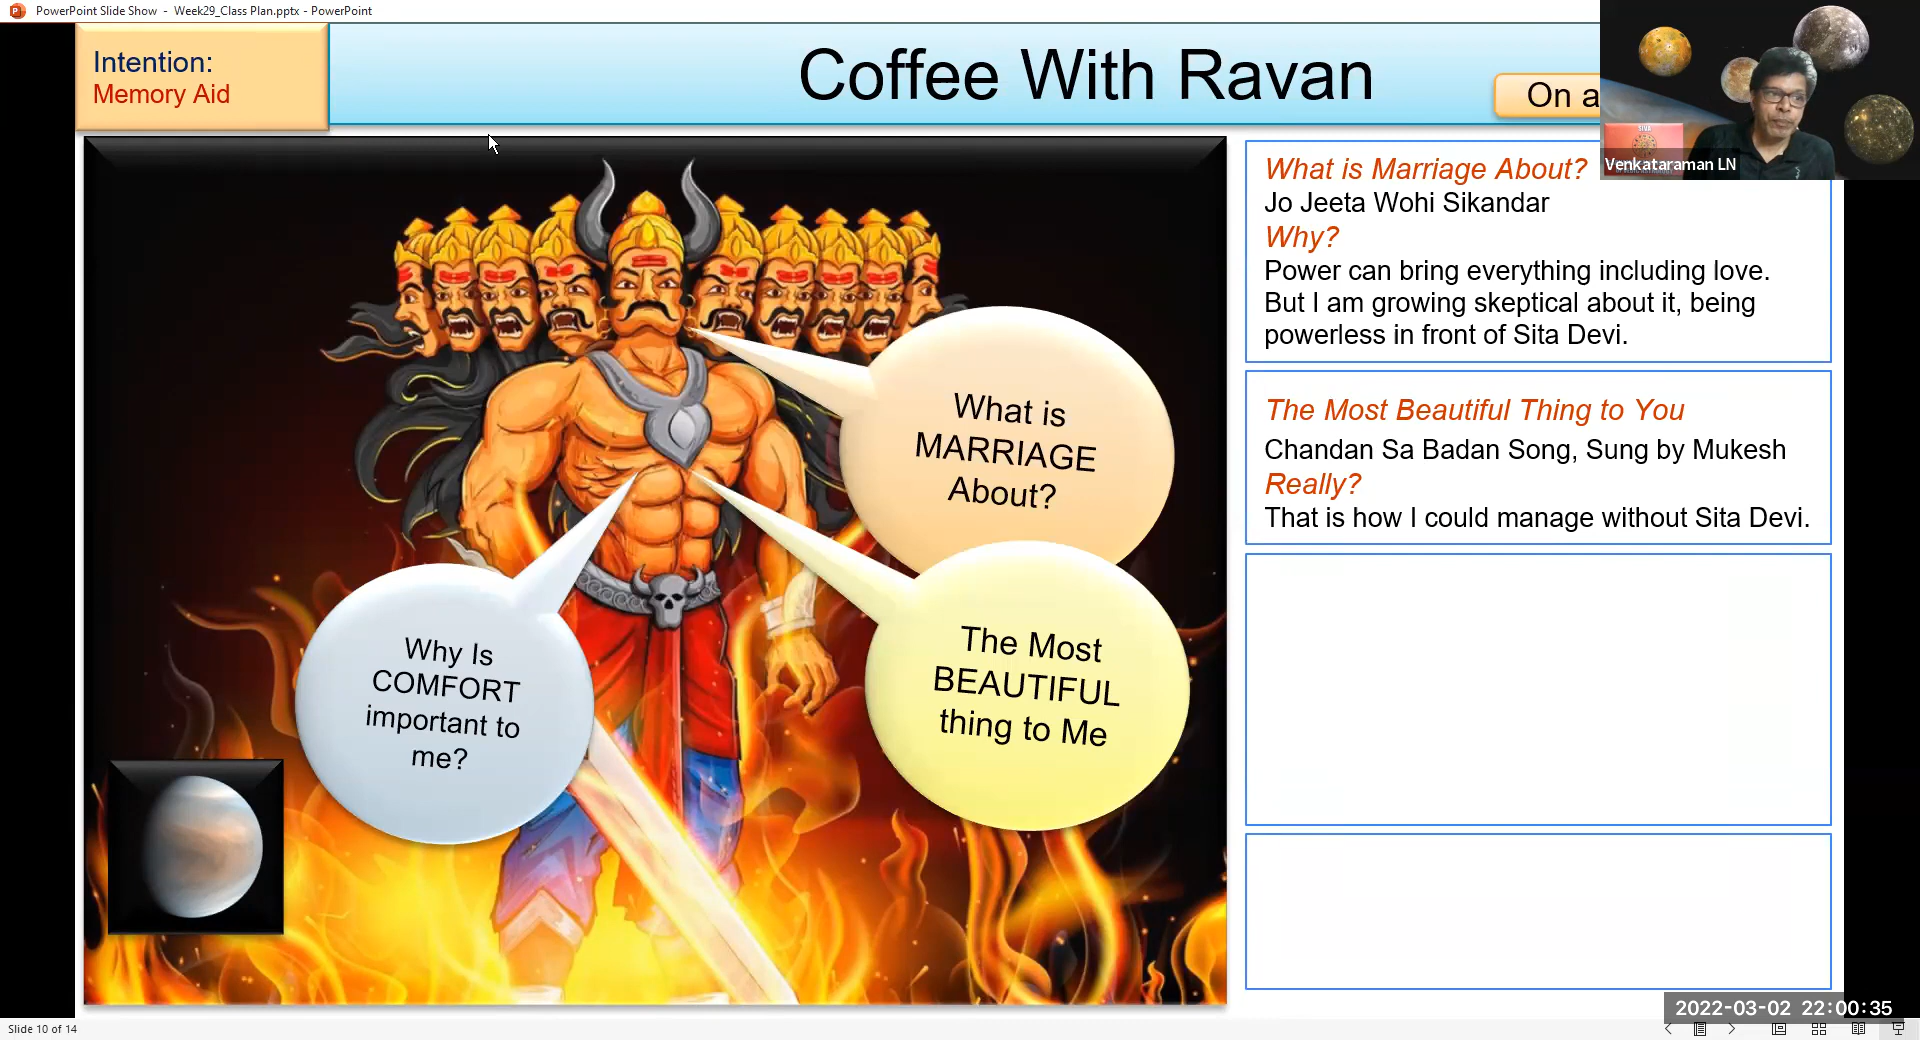 PowerPoint Slide Show - Week29_Class Plan.pptx - PowerPoint
Intention:
Memory Aid
Coffee With Ravan
On a
Venkataraman LN
What is
MARRIAGE
About?
The Most
BEAUTIFUL
thing to Me
Why Is
COMFORT
important to
me?
What is Marriage About?
Jo Jeeta Wohi Sikandar
Why?
Power can bring everything including love.
But I am growing skeptical about it, being
powerless in front of Sita Devi.
The Most Beautiful Thing to You
Chandan Sa Badan Song, Sung by Mukesh
Really?
That is how I could manage without Sita Devi.
2022-03-02 22:00:35
Slide 10 of 14